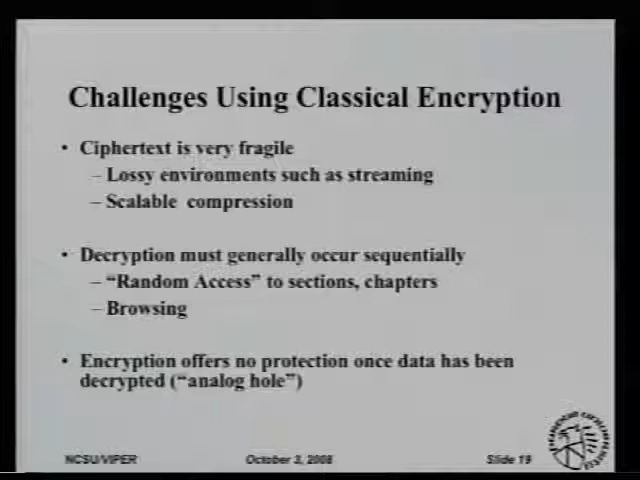 Challenges Using Classical Encryption
• Ciphertext is very fragile
– Lossy environments such as streaming
– Scalable compression
• Decryption must generally occur sequentially
– “Random Access” to sections, chapters
– Browsing
• Encryption offers no protection once data has been
decrypted (“analog hole”)
NCSU/VIPER October 3, 2008 Slide 19